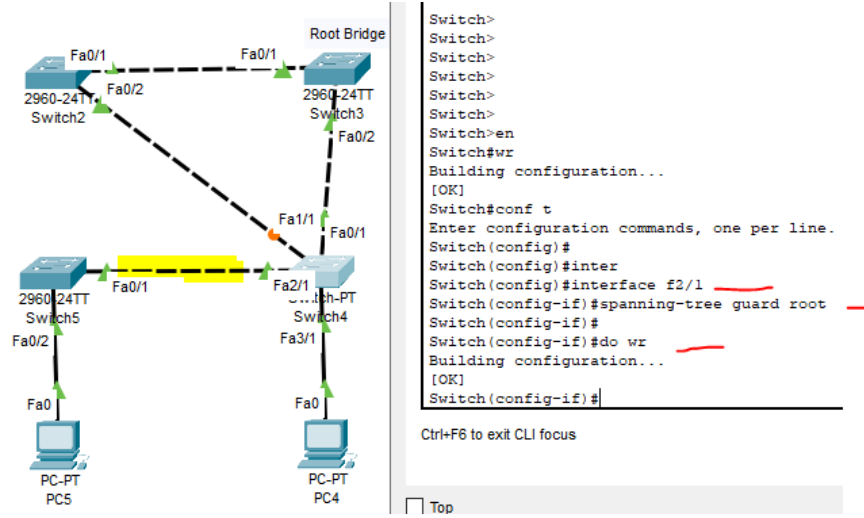 Root Bridge
Fa0/1
Fa0/1
2960-24TT
Switch2
Fa0/2
2960-24TT
Switch3
Fa0/2
Fa1/1
Fa0/1
2960-24TT
Switch5
Fa0/1
Fa2/1
Switch4
Fa0/2
Fa3/1
Fa0
Fa0
PC-PT
PC5
PC-PT
PC4
Switch>
Switch>
Switch>
Switch>
Switch>
Switch>
Switch>en
Switch#wr
Building configuration...
[OK]
Switch#conf t
Enter configuration commands, one per line.
Switch(config)#
Switch(config)#inter
Switch(config)#interface f2/1
Switch(config-if)#spanning-tree guard root
Switch(config-if)#
Switch(config-if)#do wr
Building configuration...
[OK]
Switch(config-if)#
Ctrl+F6 to exit CLI focus
Top